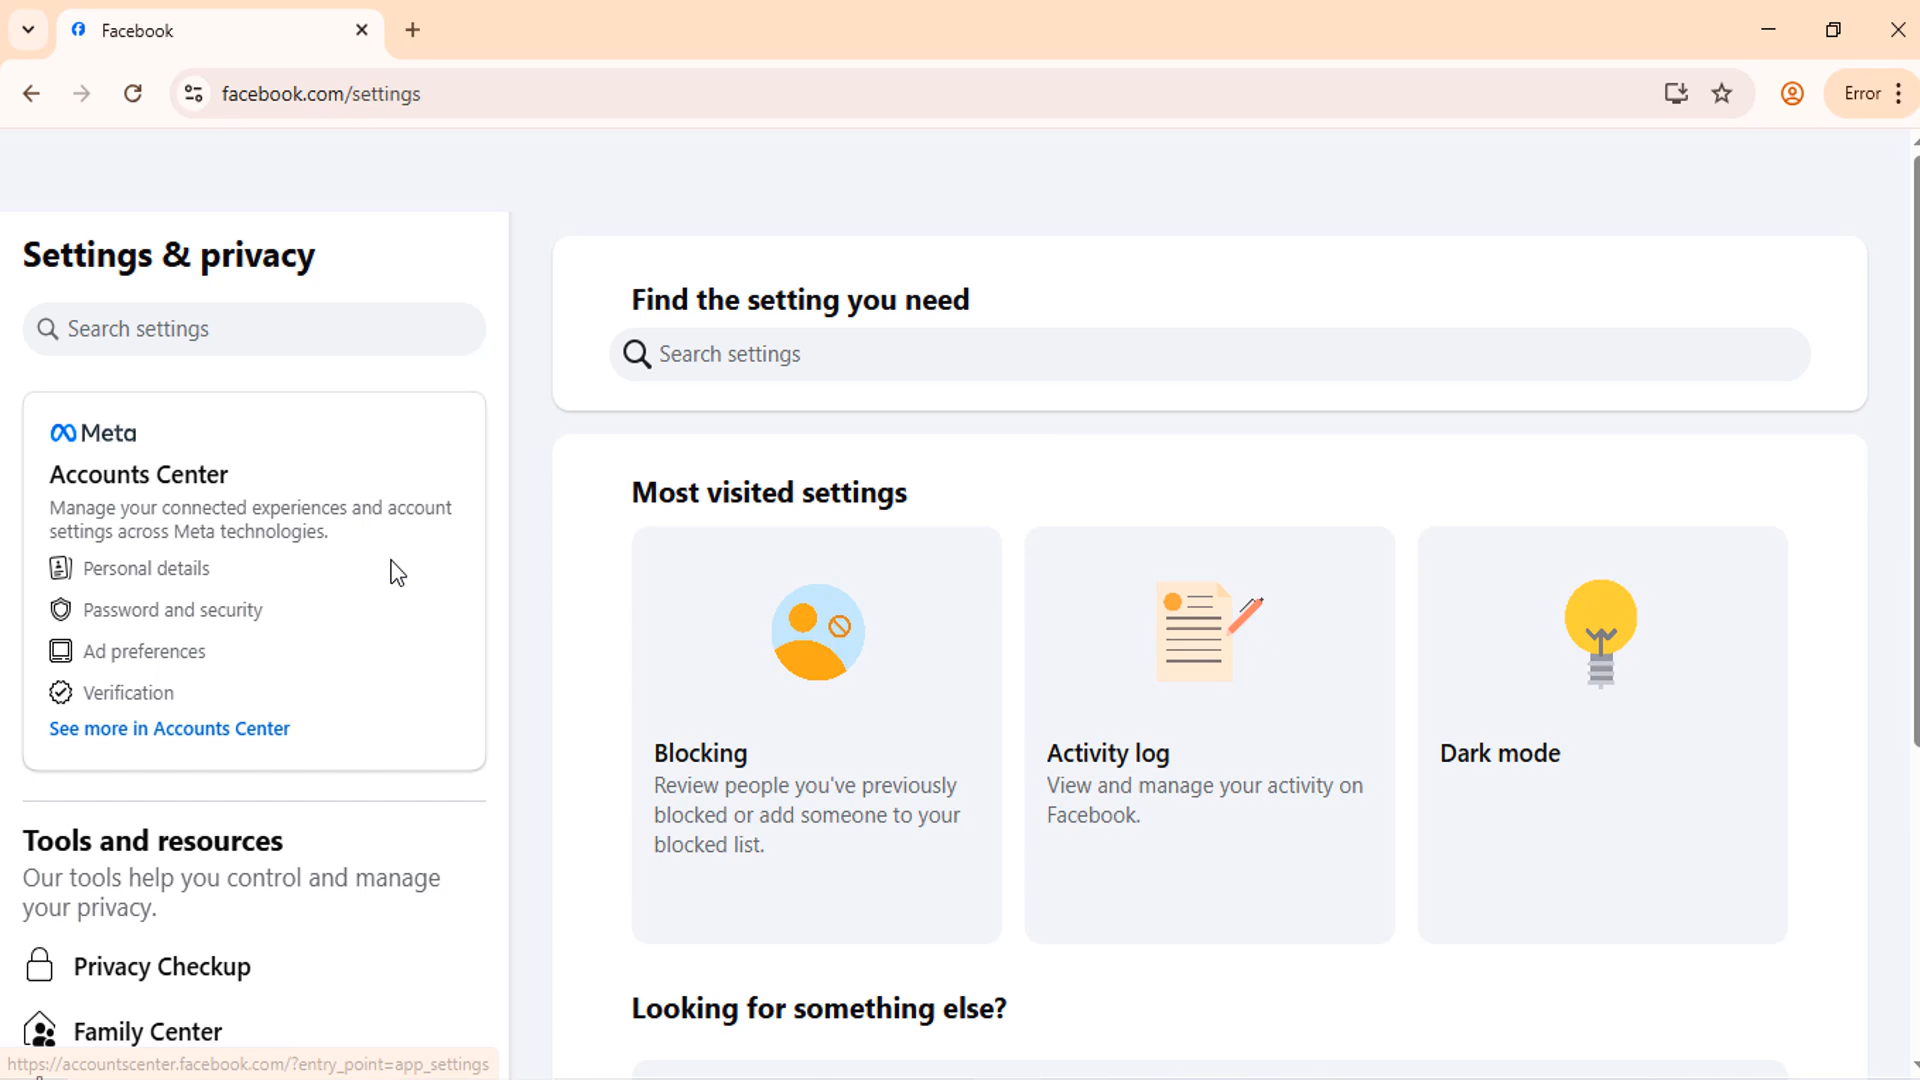 Facebook
facebook.com/settings
Error
Settings & privacy
Search settings
Meta
Accounts Center
Manage your connected experiences and account
settings across Meta technologies.
Personal details
Password and security
Ad preferences
Verification
See more in Accounts Center
Tools and resources
Our tools help you control and manage
your privacy.
Privacy Checkup
Family Center
https://accountscenter.facebook.com/?entry_point=app_settings
Find the setting you need
Search settings
Most visited settings
Blocking
Review people you've previously
blocked or add someone to your
blocked list.
Activity log
View and manage your activity on
Facebook.
Dark mode
Looking for something else?